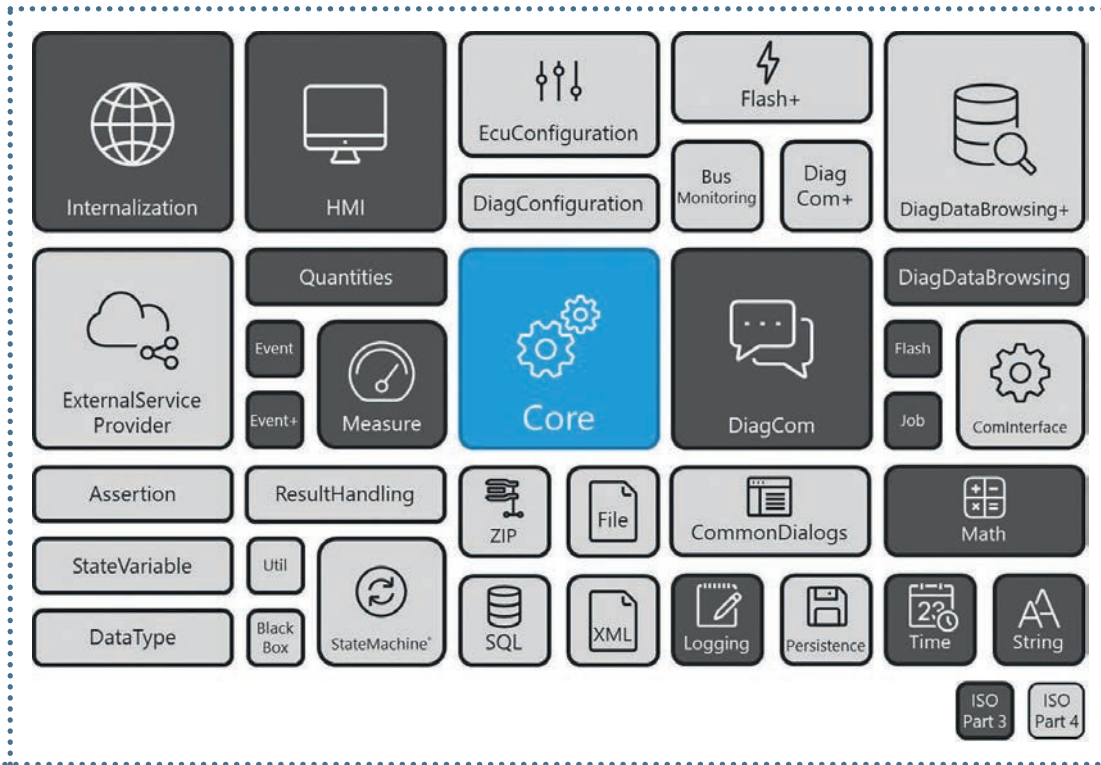 Internalization
HMI
EcuConfiguration
DiagConfiguration
Flash+
Bus
Monitoring
Diag
Com+
DiagDataBrowsing+
ExternalService
Provider
Quantities
Event
Event+
Measure
Core
DiagCom
DiagDataBrowsing
Flash
Job
ComInterface
Assertion
StateVariable
DataType
ResultHandling
Util
Black
Box
StateMachine*
ZIP
File
SQL
XML
CommonDialogs
Logging
Persistence
Math
23
Time
AA
String
ISO
Part 3
ISO
Part 4